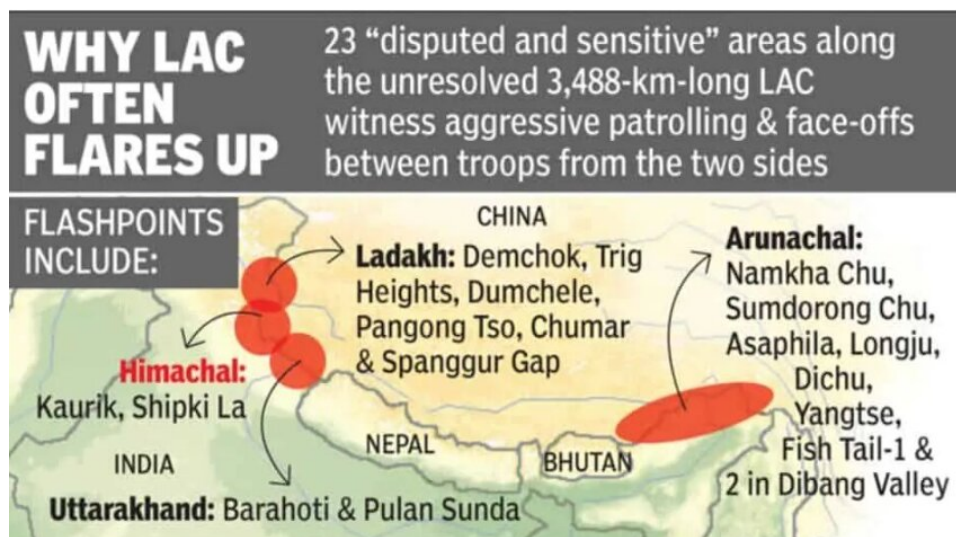 WHY LAC
OFTEN
FLARES UP
23 “disputed and sensitive” areas along
the unresolved 3,488-km-long LAC
witness aggressive patrolling & face-offs
between troops from the two sides
FLASHPOINTS
INCLUDE:
CHINA
Ladakh: Demchok, Trig
Heights, Dumchele,
Pangong Tso, Chumar
& Spanggur Gap
Arunachal:
Namkha Chu,
Sumdorong Chu,
Asaphila, Longju,
Dichu,
Yangtse,
Fish Tail-1 &
2 in Dibang Valley
Himachal:
Kaurik, Shipki La
NEPAL
BHUTAN
INDIA
Uttarakhand: Barahoti & Pulan Sunda